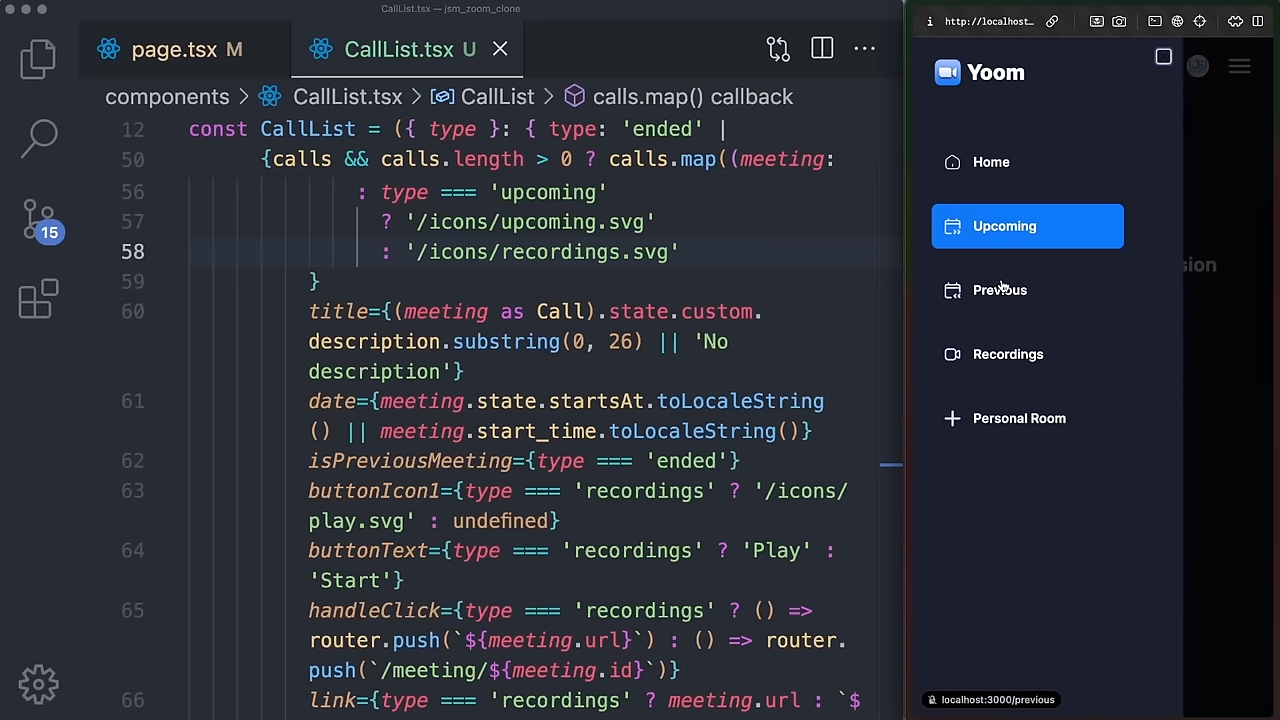 CallList.tsx — jsm_zoom_clone
page.tsx M
CallList.tsx U
components > CallList.tsx > CallList > calls.map() callback
12 const CallList = ({ type }: { type: 'ended' |
50 {calls && calls.length > 0 ? calls.map((meeting:
56 : type === 'upcoming'
57 ? '/icons/upcoming.svg'
58 : '/icons/recordings.svg'
59 }
60 title={(meeting as Call).state.custom.
description.substring(0, 26) || 'No
description'}
61 date={meeting.state.startsAt.toLocaleString
() || meeting.start_time.toLocaleString()}
62 isPreviousMeeting={type === 'ended'}
63 buttonIcon1={type === 'recordings' ? '/icons/
play.svg' : undefined}
64 buttonText={type === 'recordings' ? 'Play' :
'Start'}
65 handleClick={type === 'recordings' ? () =>
router.push(`${meeting.url}`) : () => router.
push(`/meeting/${meeting.id}`)}
66 link={type === 'recordings' ? meeting.url : `$
15
http://localhost...
Yoom
Home
Upcoming
Previous
Recordings
Personal Room
sion
localhost:3000/previous